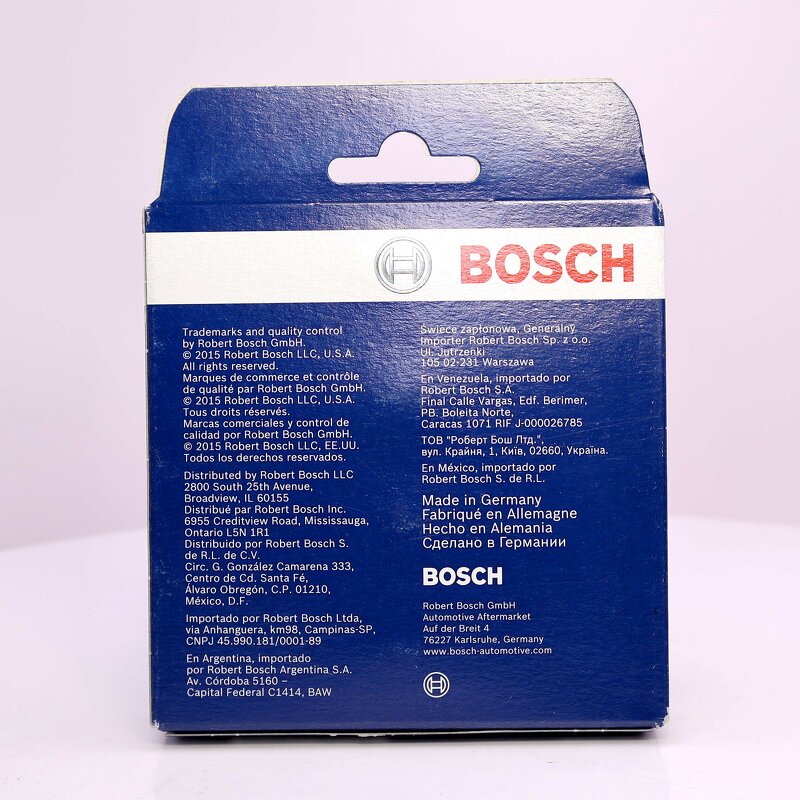 BOSCH
Trademarks and quality control
by Robert Bosch GmbH.
© 2015 Robert Bosch LLC, U.S.A.
All rights reserved.
Marques de commerce et contrôle
de qualité par Robert Bosch GmbH.
© 2015 Robert Bosch LLC, U.S.A.
Tous droits réservés.
Marcas comerciales y control de
calidad por Robert Bosch GmbH.
© 2015 Robert Bosch LLC, EE.UU.
Todos los derechos reservados.
Distributed by Robert Bosch LLC
2800 South 25th Avenue,
Broadview, IL 60155
Distribué par Robert Bosch Inc.
6955 Creditview Road, Mississauga,
Ontario L5N 1R1
Distribuido por Robert Bosch S.
de R.L. de C.V.
Circ. G. González Camarena 333,
Centro de Cd. Santa Fé,
Álvaro Obregón, C.P. 01210,
México, D.F.
Importado por Robert Bosch Ltda,
via Anhanguera, km98, Campinas-SP,
CNPJ 45.990.181/0001-89
En Argentina, importado
por Robert Bosch Argentina S.A.
Av. Córdoba 5160 –
Capital Federal C1414, BAW
Świece zapłonowa, Generalny
Importer Robert Bosch Sp. z o.o.
Ul. Jutrzenki
105 02-231 Warszawa
En Venezuela, importado por
Robert Bosch S.A.
Final Calle Vargas, Edf. Berimer,
PB. Boleita Norte,
Caracas 1071 RIF J-000026785
ТОВ "Роберт Бош Лтд.",
вул. Крайня, 1, Київ, 02660, Україна.
En México, importado por
Robert Bosch S. de R.L.
Made in Germany
Fabriqué en Allemagne
Hecho en Alemania
Сделано в Германии
BOSCH
Robert Bosch GmbH
Automotive Aftermarket
Auf der Breit 4
76227 Karlsruhe, Germany
www.bosch-automotive.com